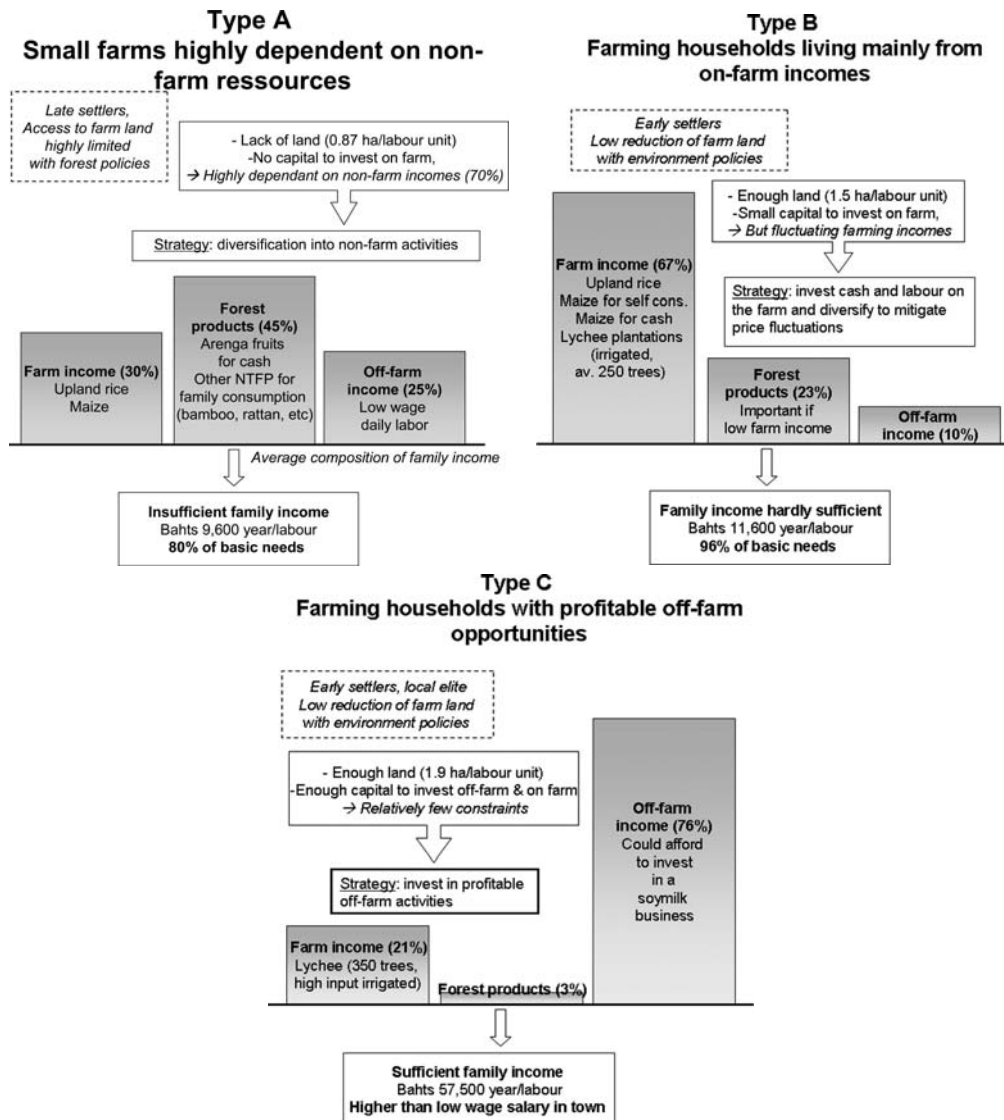 Type A
Small farms highly dependent on non-
farm ressources
Late settlers,
Access to farm land
highly limited
with forest policies
- Lack of land (0.87 ha/labour unit)
-No capital to invest on farm,
→ Highly dependant on non-farm incomes (70%)
Strategy: diversification into non-farm activities
Farm income (30%)
Upland rice
Maize
Forest
products (45%)
Arenga fruits
for cash
Other NTFP for
family consumption
(bamboo, rattan, etc)
Off-farm
income (25%)
Low wage
daily labor
Average composition of family income
Insufficient family income
Bahts 9,600 year/labour
80% of basic needs
Type B
Farming households living mainly from
on-farm incomes
Early settlers
Low reduction of farm land
with environment policies
- Enough land (1.5 ha/labour unit)
-Small capital to invest on farm,
→ But fluctuating farming incomes
Strategy: invest cash and labour on
the farm and diversify to mitigate
price fluctuations
Farm income (67%)
Upland rice
Maize for self cons.
Maize for cash
Lychee plantations
(irrigated,
av. 250 trees)
Forest
products (23%)
Important if
low farm income
Off-farm
income (10%)
Family income hardly sufficient
Bahts 11,600 year/labour
96% of basic needs
Type C
Farming households with profitable off-farm
opportunities
Early settlers, local elite
Low reduction of farm land
with environment policies
- Enough land (1.9 ha/labour unit)
-Enough capital to invest off-farm & on farm
→ Relatively few constraints
Strategy: invest in profitable
off-farm activities
Farm income (21%)
Lychee (350 trees,
high input irrigated)
Forest products (3%)
Off-farm
income (76%)
Could afford
to invest
in a
soymilk
business
Sufficient family income
Bahts 57,500 year/labour
Higher than low wage salary in town